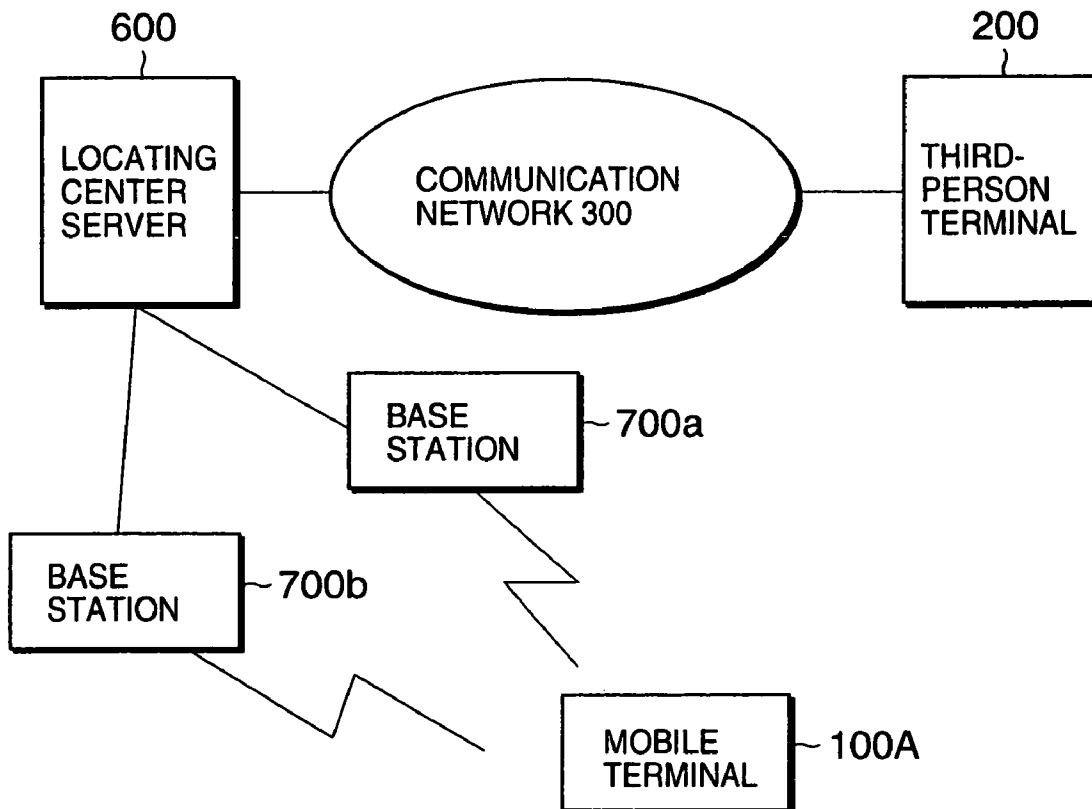 600
200
LOCATING
CENTER
SERVER
COMMUNICATION
NETWORK 300
THIRD-
PERSON
TERMINAL
BASE
STATION
700a
BASE
STATION
700b
MOBILE
TERMINAL
100A